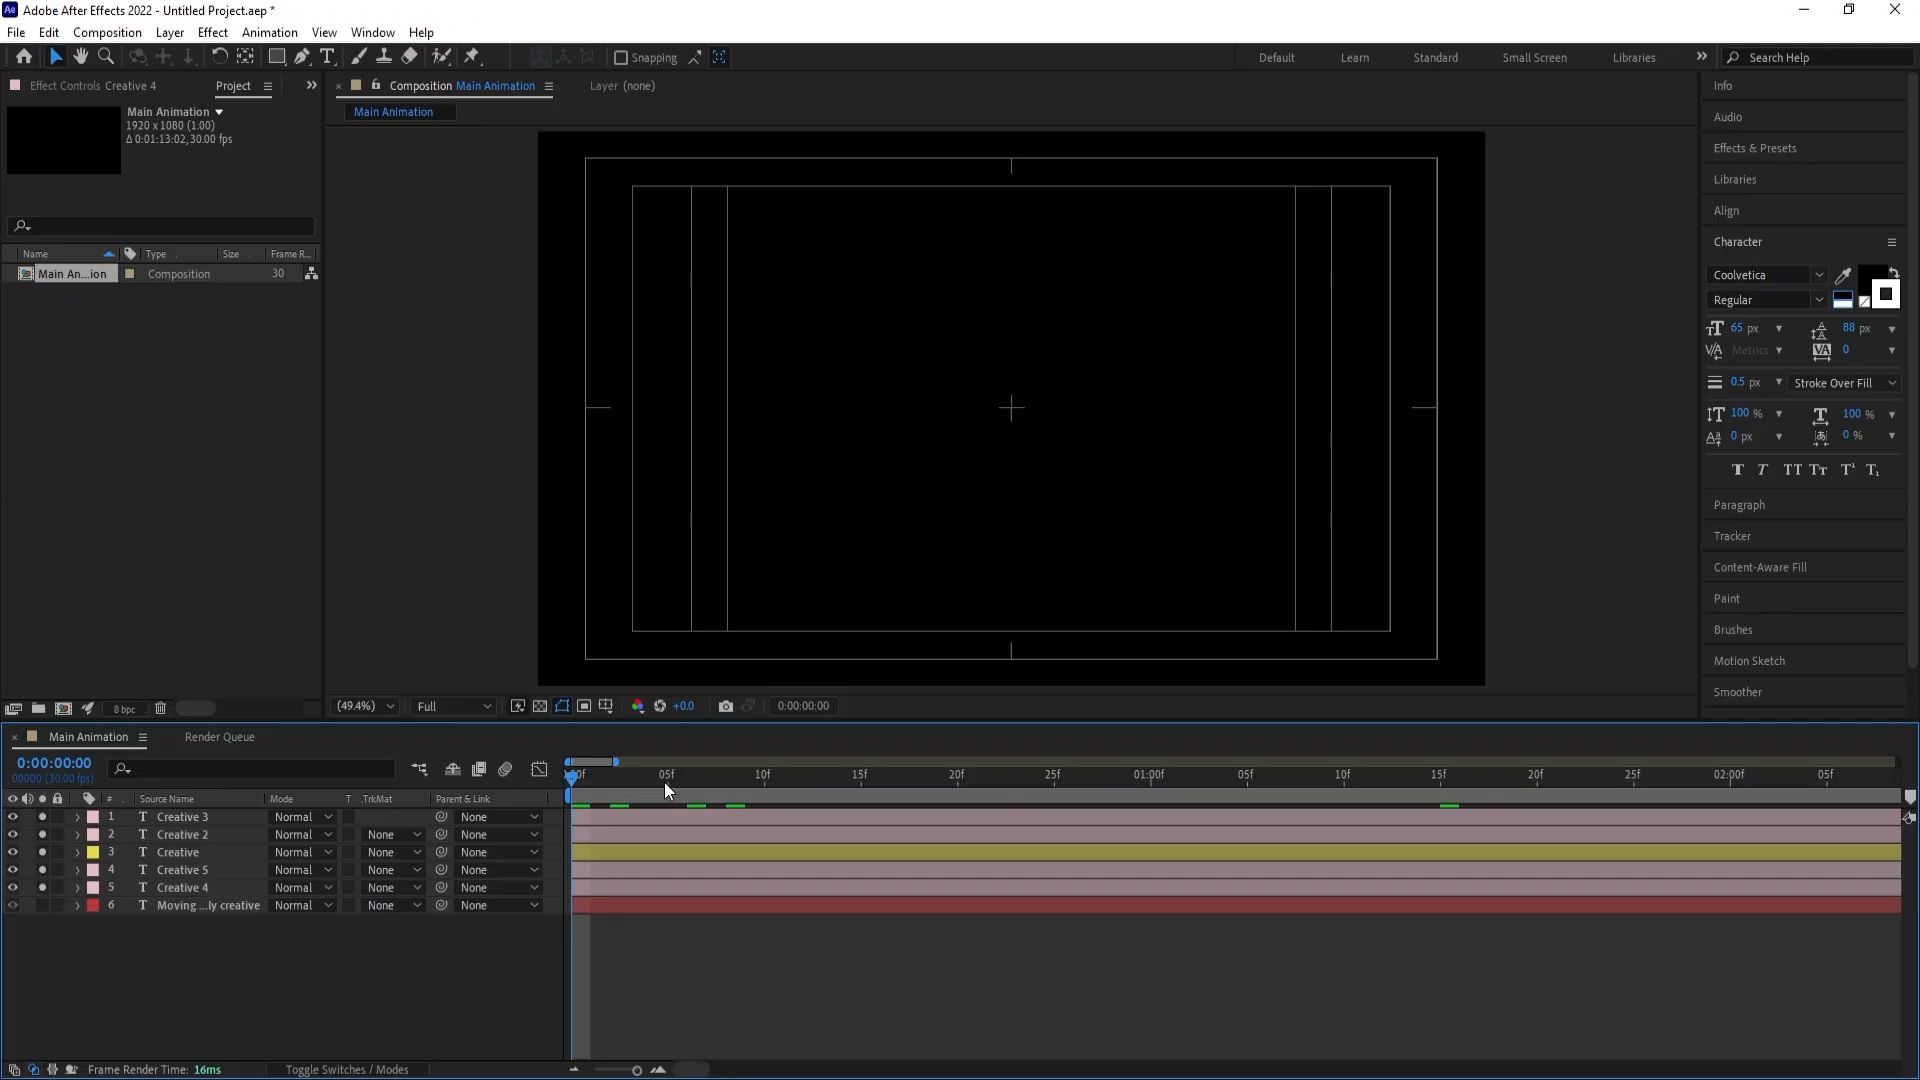 Ae Adobe After Effects 2022 - Untitled Project.aep *
File Edit Composition Layer Effect Animation View Window Help
Snapping Default Learn Standard Small Screen Libraries Search Help
Effect Controls Creative 4 Project
Composition Main Animation Layer (none)
Main Animation
Main Animation
1920 x 1080 (1.00)
Δ 0:01:13:02, 30.00 fps
Name Type Size Frame R...
Main An...ion Composition 30
8 bpc
(49.4%) Full +0.0 0:00:00:00
Info
Audio
Effects & Presets
Libraries
Align
Character
Coolvetica
Regular
65 px 88 px
Metrics 0
0.5 px Stroke Over Fill
100 % 100 %
0 px 0 %
T T TT Tt T¹ T₁
Paragraph
Tracker
Content-Aware Fill
Paint
Brushes
Motion Sketch
Smoother
Main Animation Render Queue
0:00:00:00
00000 (30.00 fps)
:00f 05f 10f 15f 20f 25f 01:00f 05f 10f 15f 20f 25f 02:00f 05f
# Source Name Mode T .TrkMat Parent & Link
1 T Creative 3 Normal None
2 T Creative 2 Normal None None
3 T Creative Normal None None
4 T Creative 5 Normal None None
5 T Creative 4 Normal None None
6 T Moving ...ly creative Normal None None
Frame Render Time: 16ms Toggle Switches / Modes